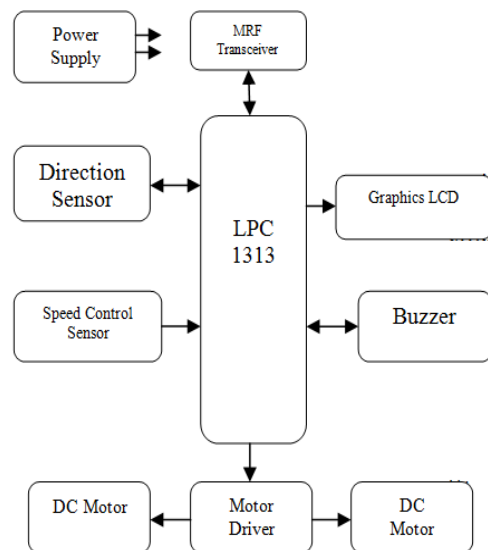 Power
Supply
MRF
Transceiver
Direction
Sensor
LPC
1313
Graphics LCD
Speed Control
Sensor
Buzzer
DC Motor
Motor
Driver
DC
Motor